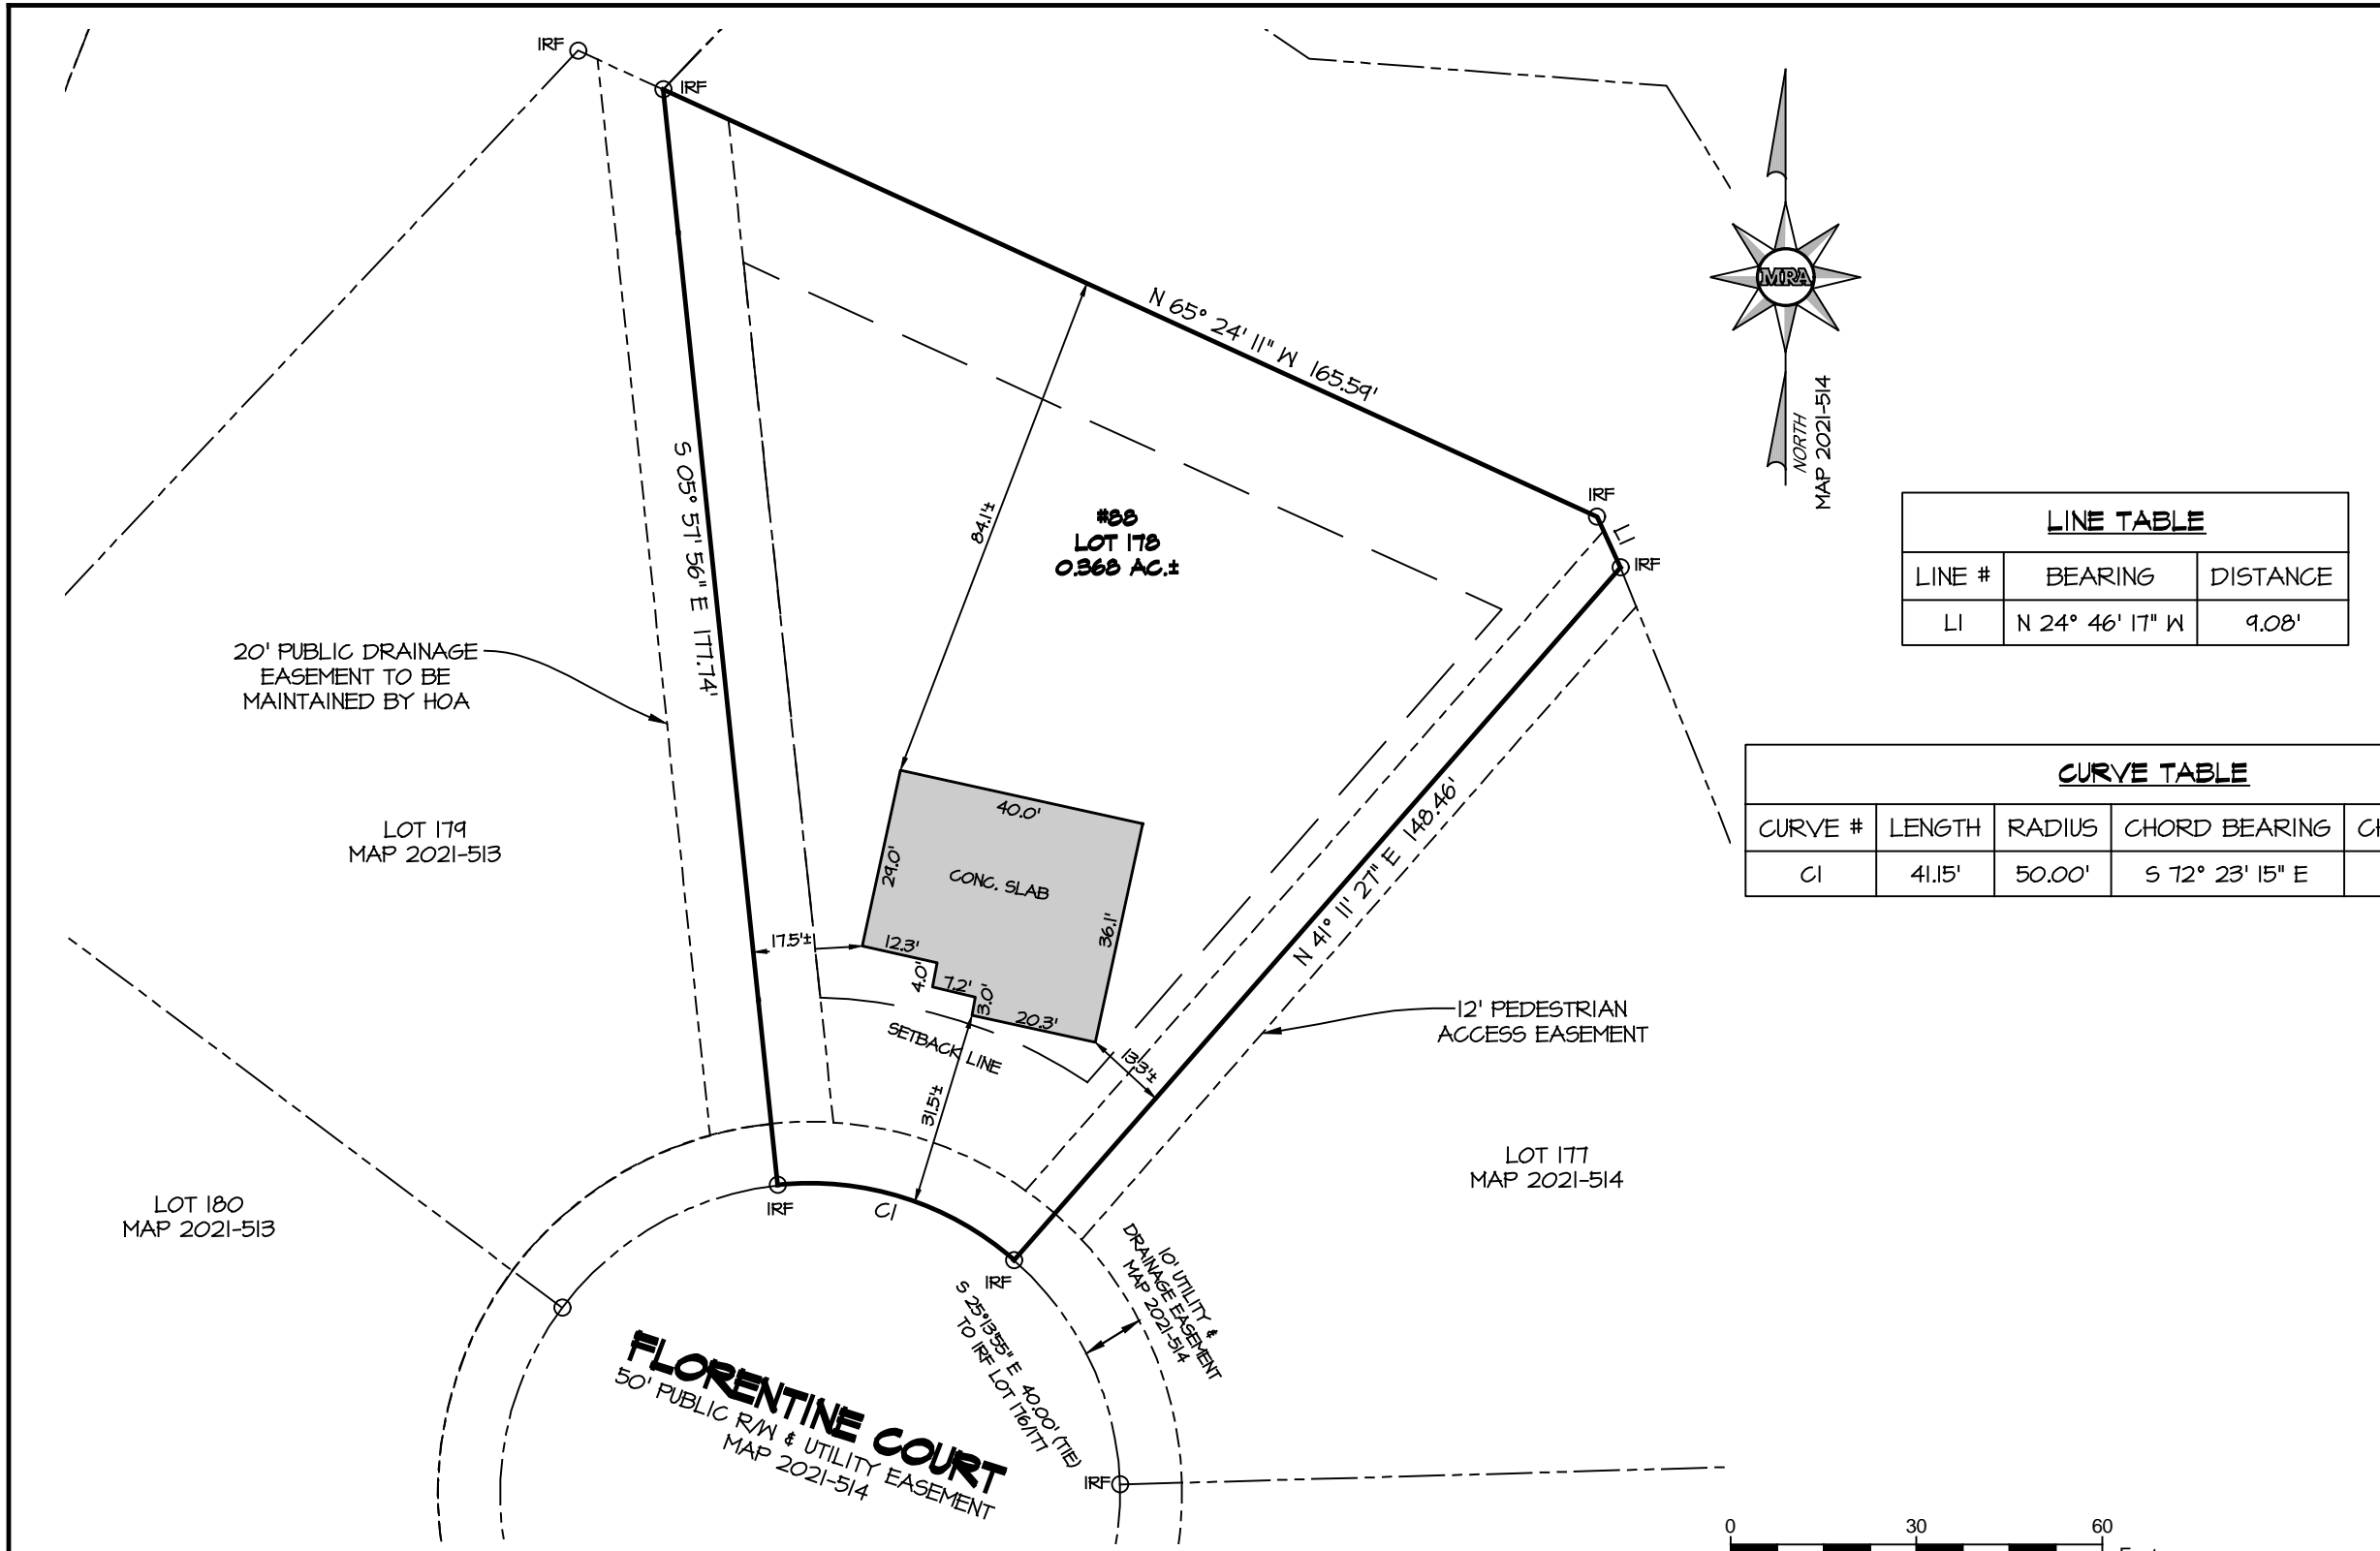 IRF
IRF
N 65° 24' 11" W 165.59'
MRA
NORTH
MAP 2021-514
S 05° 57' 56" E 177.74'
84.1'±
#88
LOT 178
0.368 AC.±
IRF
L1
IRF
LINE TABLE
LINE # BEARING DISTANCE
L1 N 24° 46' 17" W 9.08'
20' PUBLIC DRAINAGE
EASEMENT TO BE
MAINTAINED BY HOA
CURVE TABLE
CURVE # LENGTH RADIUS CHORD BEARING
C1 41.15' 50.00' S 72° 23' 15" E
LOT 179
MAP 2021-513
40.0'
29.0'
CONC. SLAB
36.1'
N 41° 11' 27" E 148.46'
17.5'±
12.3'
4.0'
7.2'
3.0'
20.3'
SETBACK LINE
13.3'±
31.5'±
12' PEDESTRIAN
ACCESS EASEMENT
LOT 177
MAP 2021-514
LOT 180
MAP 2021-513
IRF
C1
IRF
10' UTILITY &
DRAINAGE EASEMENT
MAP 2021-514
S 25°13'55" E 40.00' (TIE)
TO IRF LOT 176/177
FLORENTINE COURT
50' PUBLIC R/W & UTILITY EASEMENT
MAP 2021-514
IRF
0 30 60